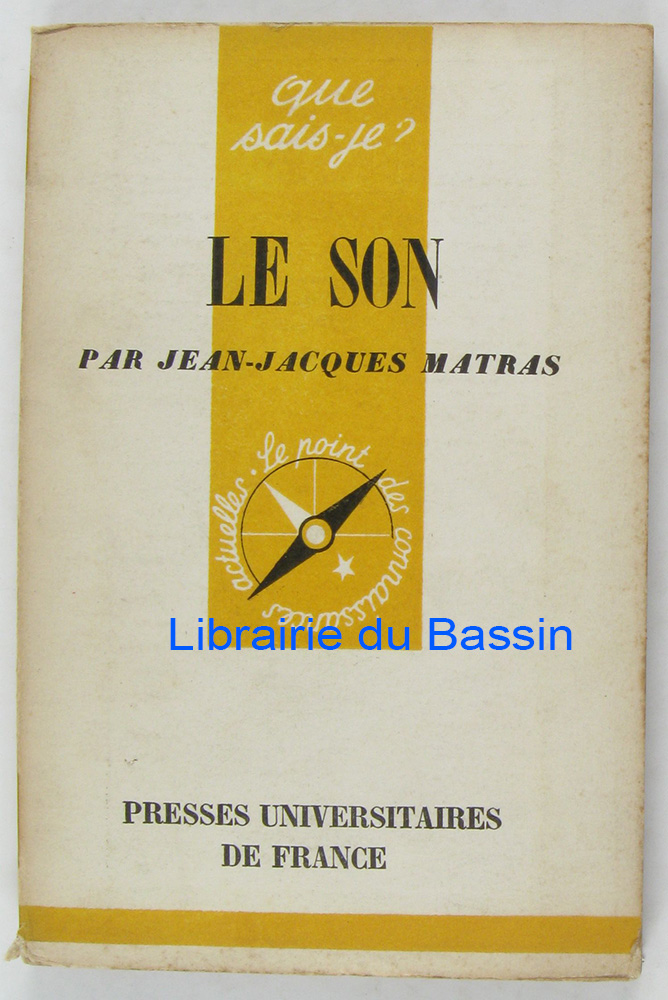 que
sais-je?
LE SON
PAR JEAN-JACQUES MATRAS
Le point des connaissances actuelles.
Librairie du Bassin
PRESSES UNIVERSITAIRES
DE FRANCE